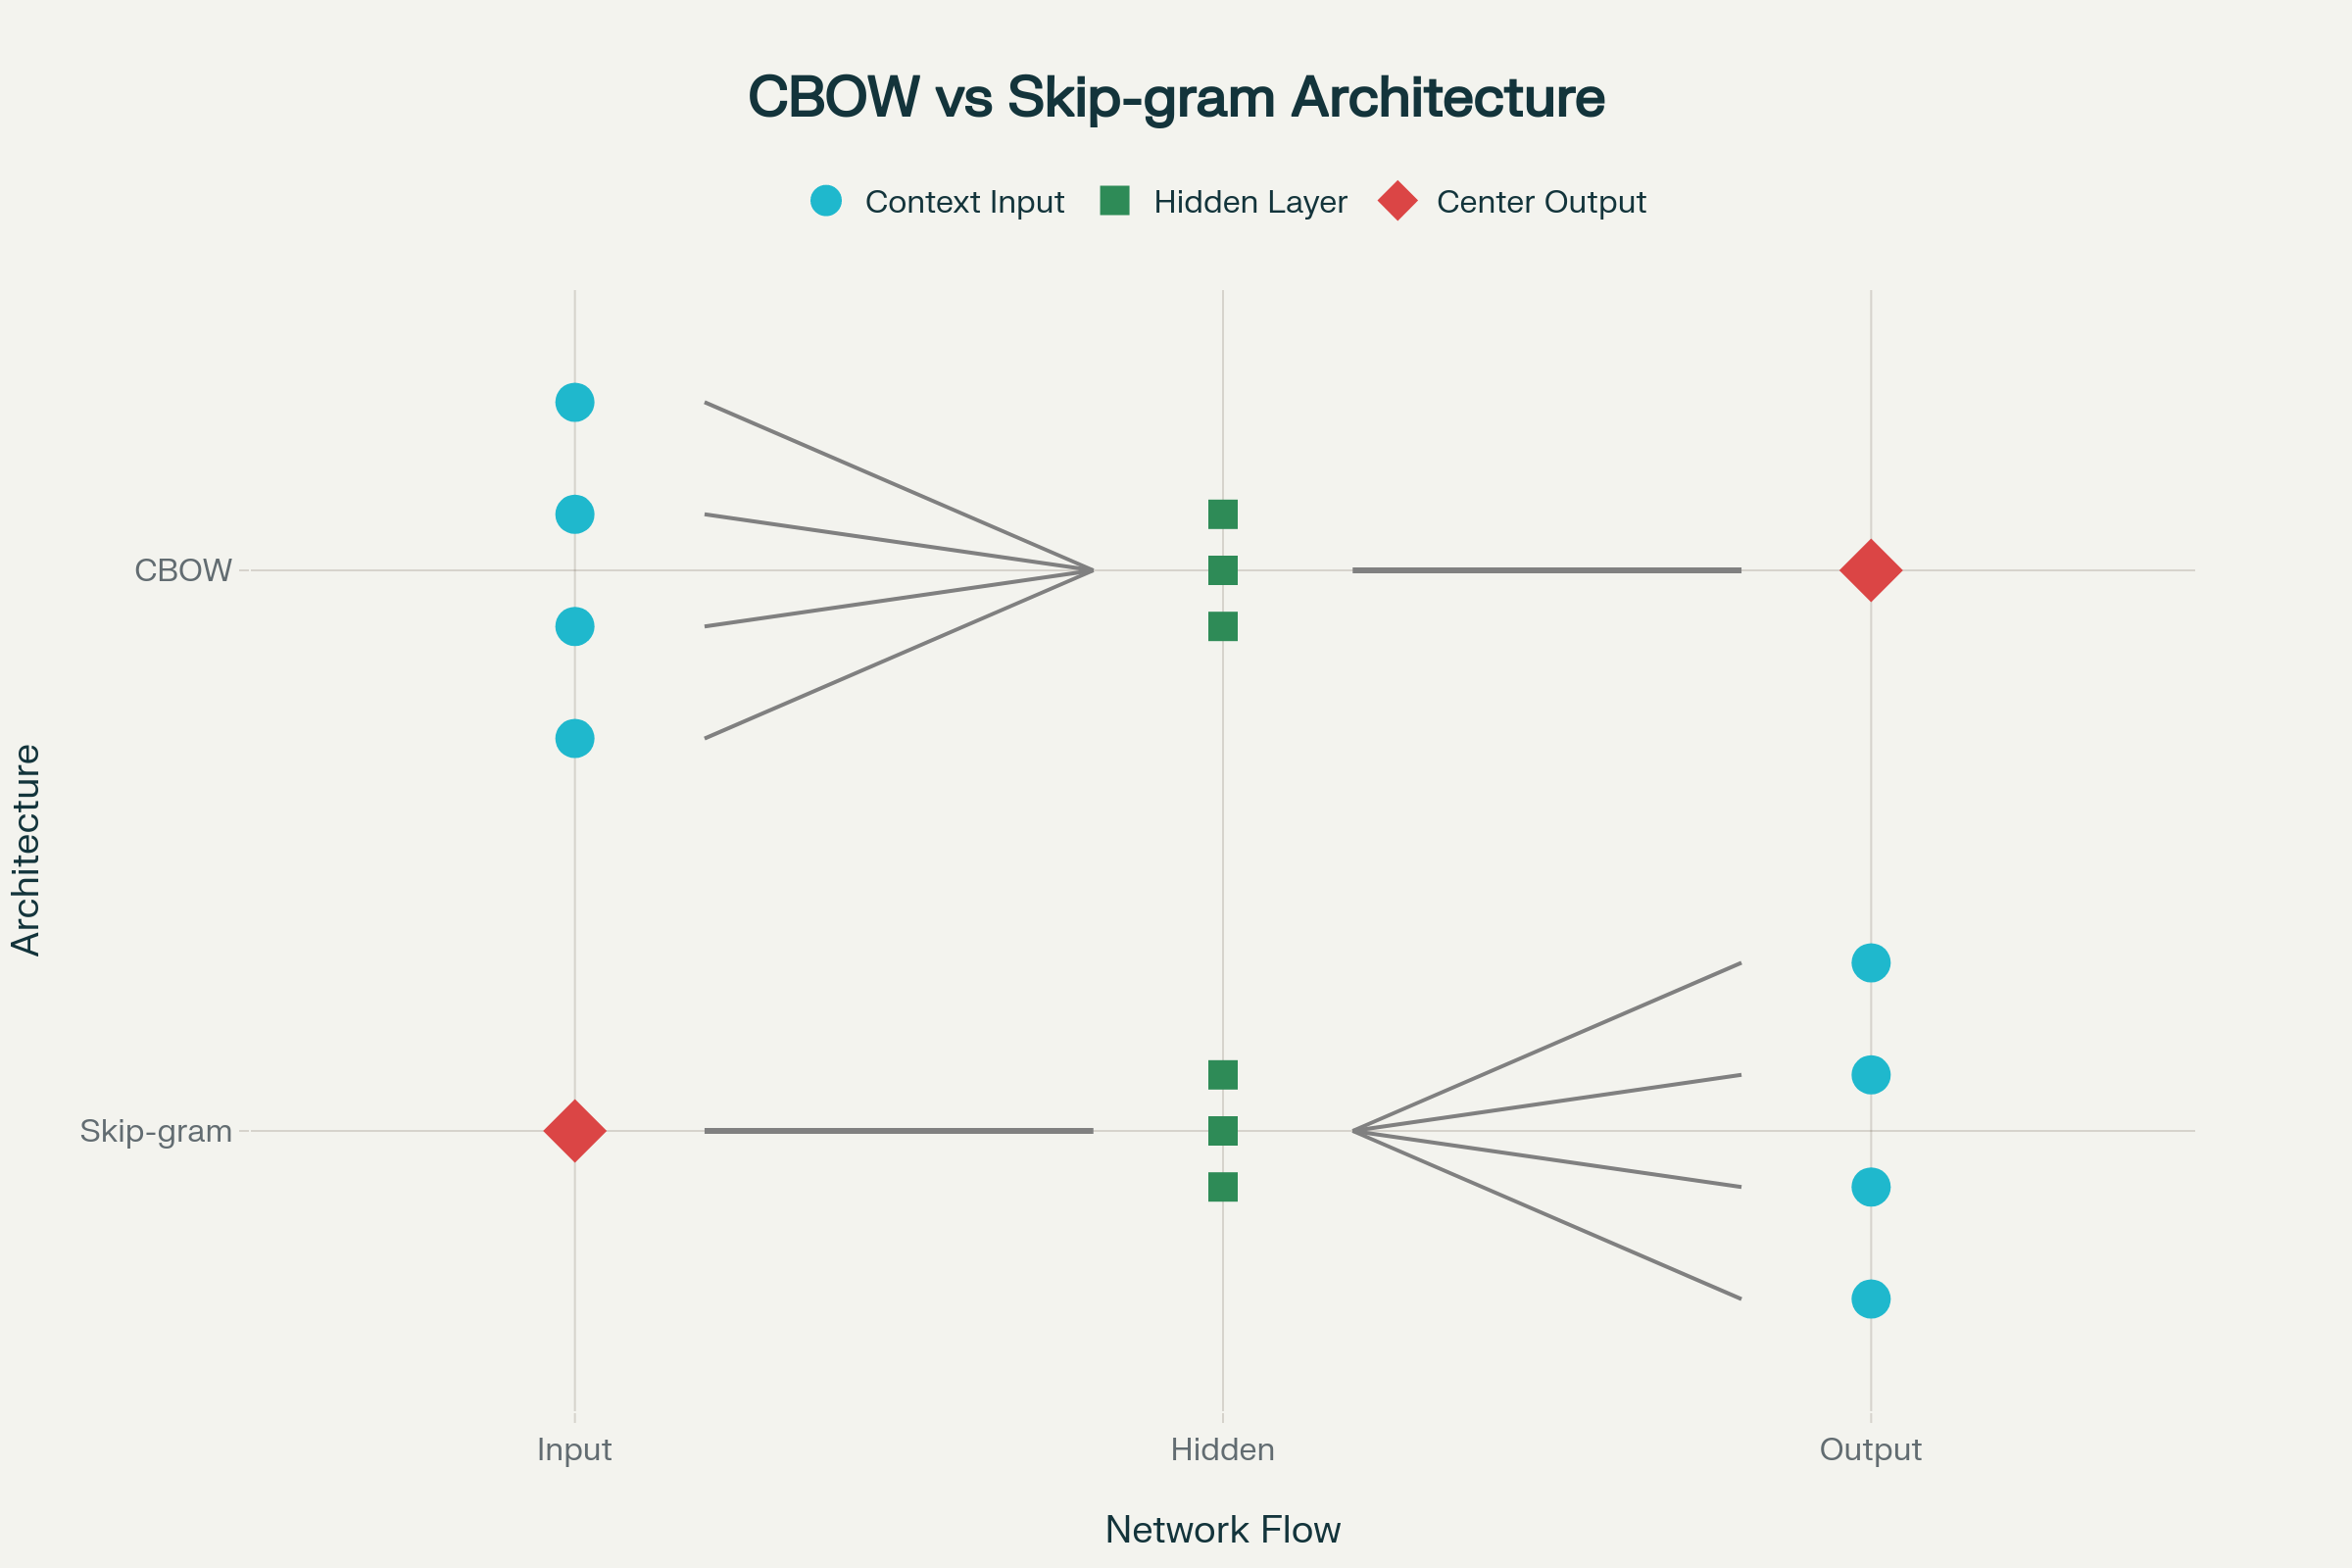 CBOW vs Skip-gram Architecture
Context Input
Hidden Layer
Center Output
CBOW
Skip-gram
Architecture
Input
Hidden
Output
Network Flow